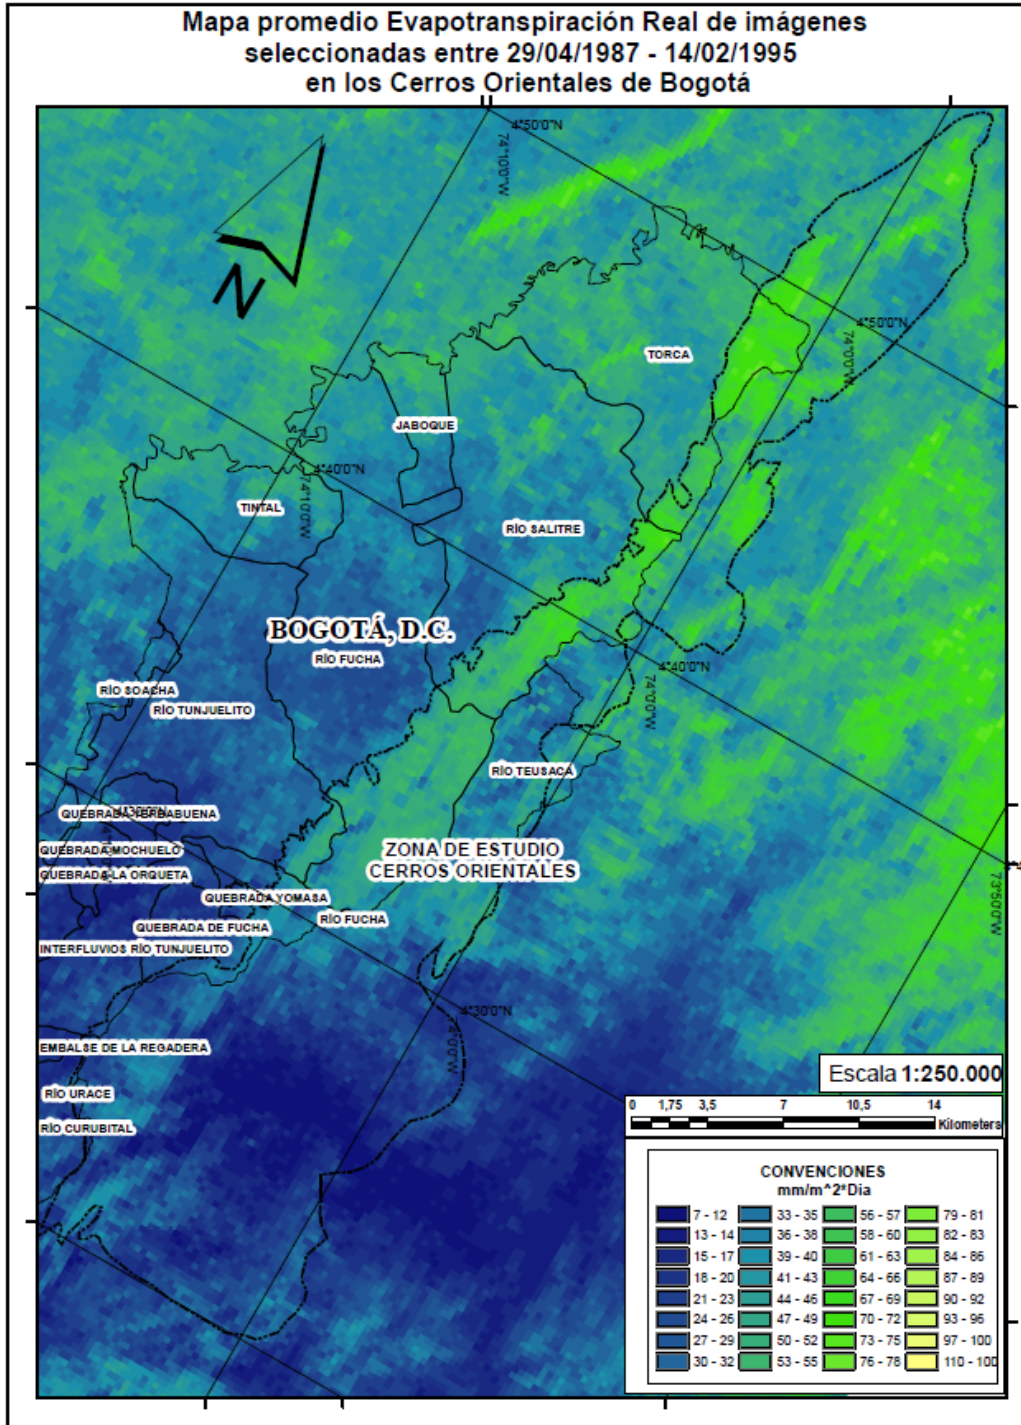 Mapa promedio Evapotranspiración Real de imágenes
seleccionadas entre 29/04/1987 - 14/02/1995
en los Cerros Orientales de Bogotá
4°50'0"N
74°10'0"W
N
TORCA
4°50'0"N
74°0'0"W
JABOQUE
4°40'0"N
74°10'0"W
TINTAL
RÍO SALITRE
BOGOTÁ, D.C.
RÍO FUCHA
4°40'0"N
74°0'0"W
RÍO SOACHA
RÍO TUNJUELITO
RÍO TEUSACÁ
QUEBRADA YERBABUENA
4°30'0"N
QUEBRADA MOCHUELO
ZONA DE ESTUDIO
CERROS ORIENTALES
QUEBRADA LA ORQUETA
73°50'0"W
QUEBRADA YOMASA
RÍO FUCHA
QUEBRADA DE FUCHA
INTERFLUVIOS RÍO TUNJUELITO
4°30'0"N
74°0'0"W
EMBALSE DE LA REGADERA
RÍO URACE
RÍO CURUBITAL
Escala 1:250.000
0 1,75 3,5 7 10,5 14
Kilometers
CONVENCIONES
mm/m^2*Dia
7 - 12 33 - 35 56 - 57 79 - 81
13 - 14 36 - 38 58 - 60 82 - 83
15 - 17 39 - 40 61 - 63 84 - 86
18 - 20 41 - 43 64 - 66 87 - 89
21 - 23 44 - 46 67 - 69 90 - 92
24 - 26 47 - 49 70 - 72 93 - 96
27 - 29 50 - 52 73 - 75 97 - 100
30 - 32 53 - 55 76 - 78 110 - 100